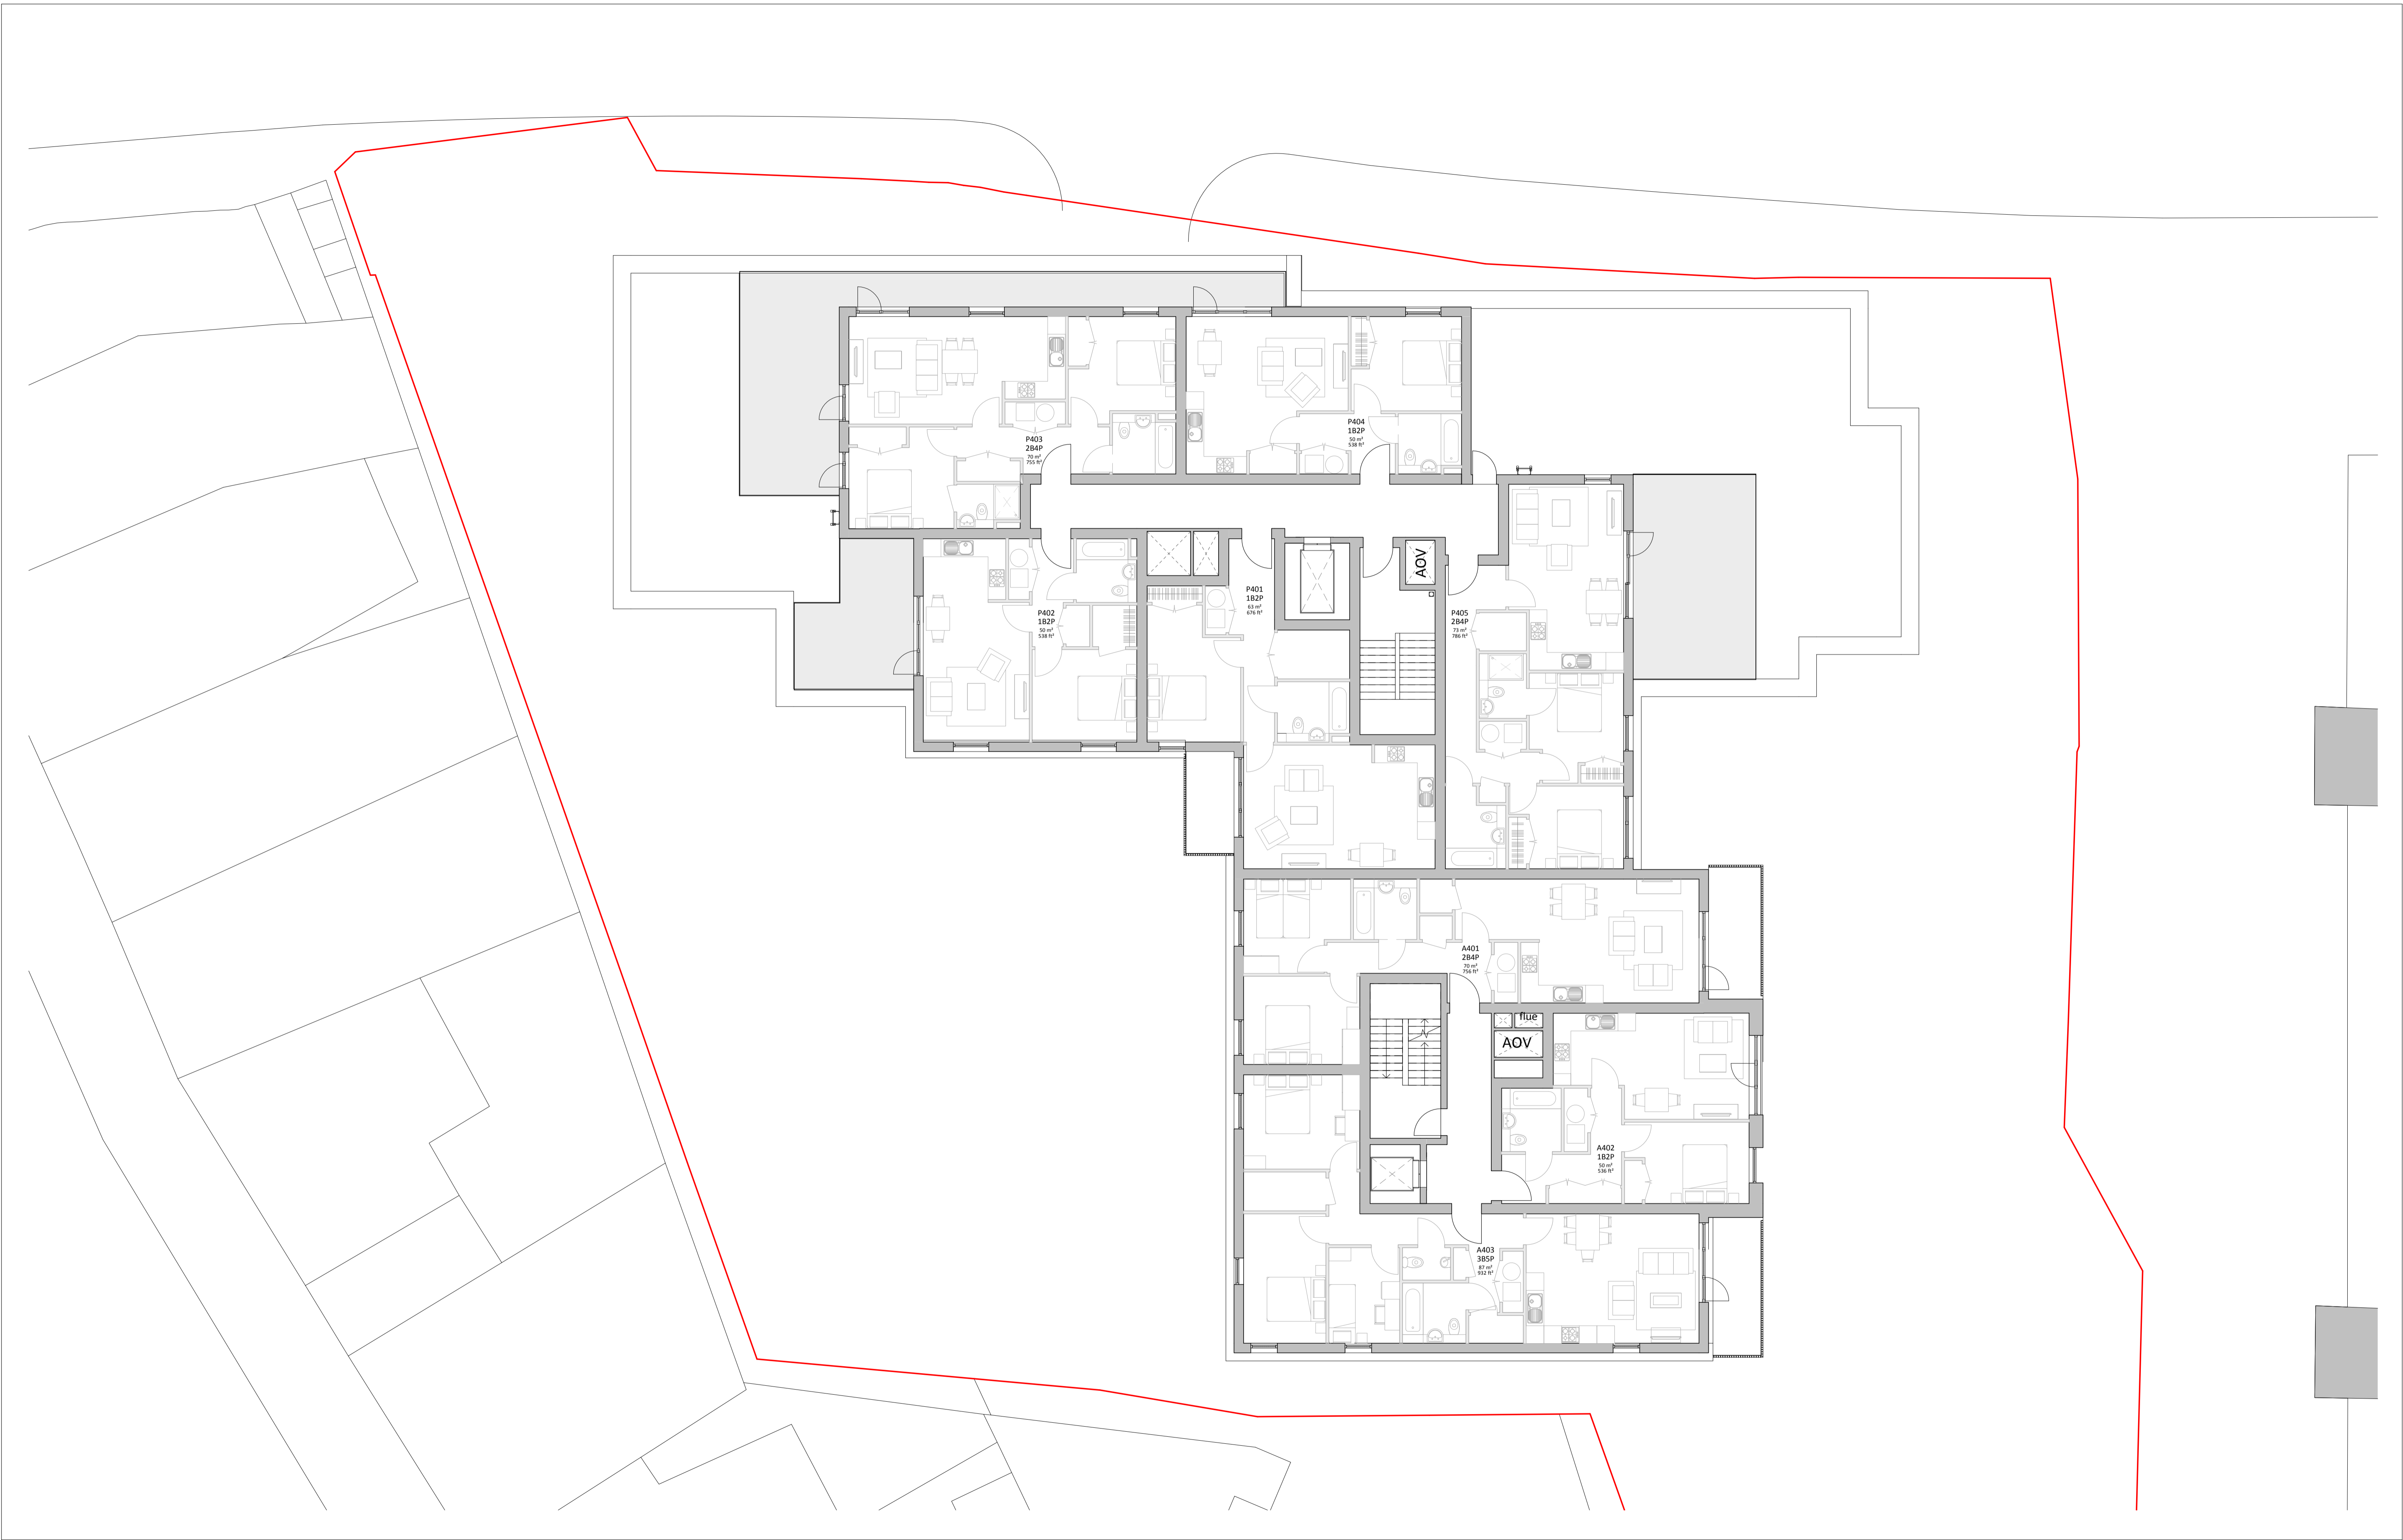 P404
1B2P
50 m²
538 ft²
P403
2B4P
70 m²
755 ft²
AOV
P401
1B2P
63 m²
676 ft²
P402
1B2P
50 m²
538 ft²
P405
2B4P
73 m²
786 ft²
A401
2B4P
70 m²
756 ft²
flue
AOV
A402
1B2P
50 m²
536 ft²
A403
3B5P
87 m²
932 ft²